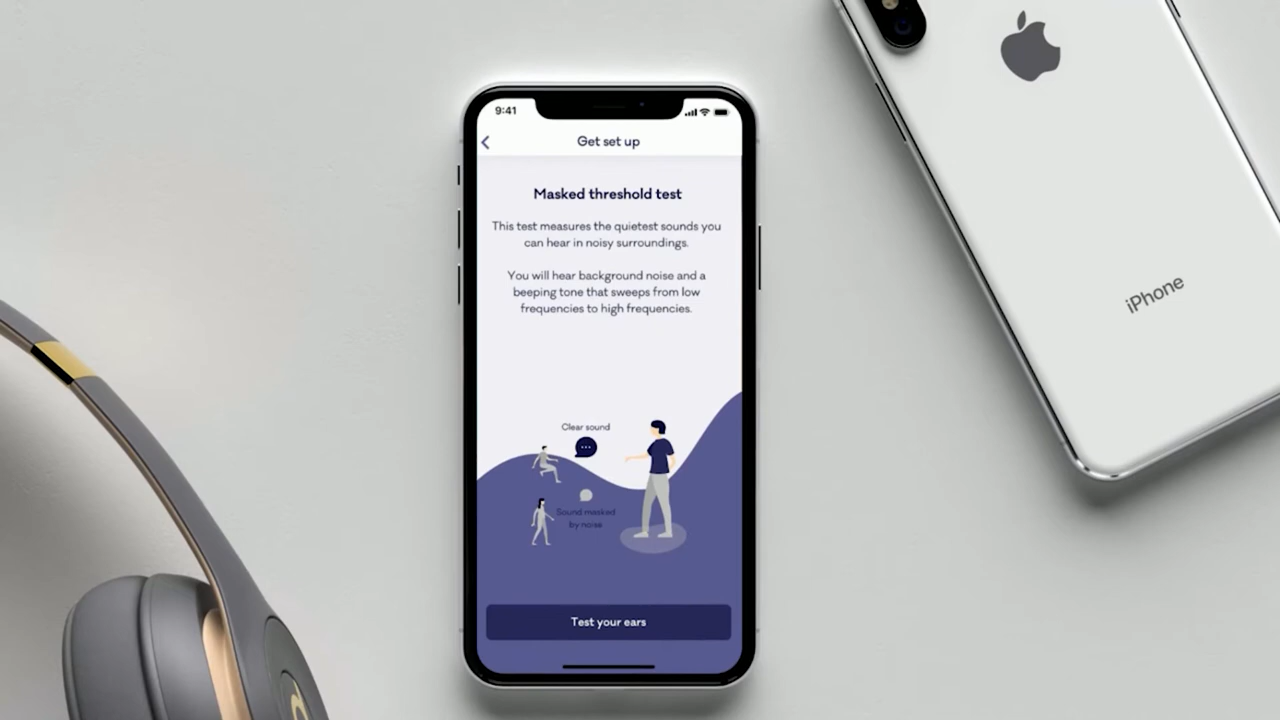 9:41
Get set up
Masked threshold test
This test measures the quietest sounds you
can hear in noisy surroundings.
You will hear background noise and a
beeping tone that sweeps from low
frequencies to high frequencies.
Clear sound
Sound masked
by noise
Test your ears
iPhone